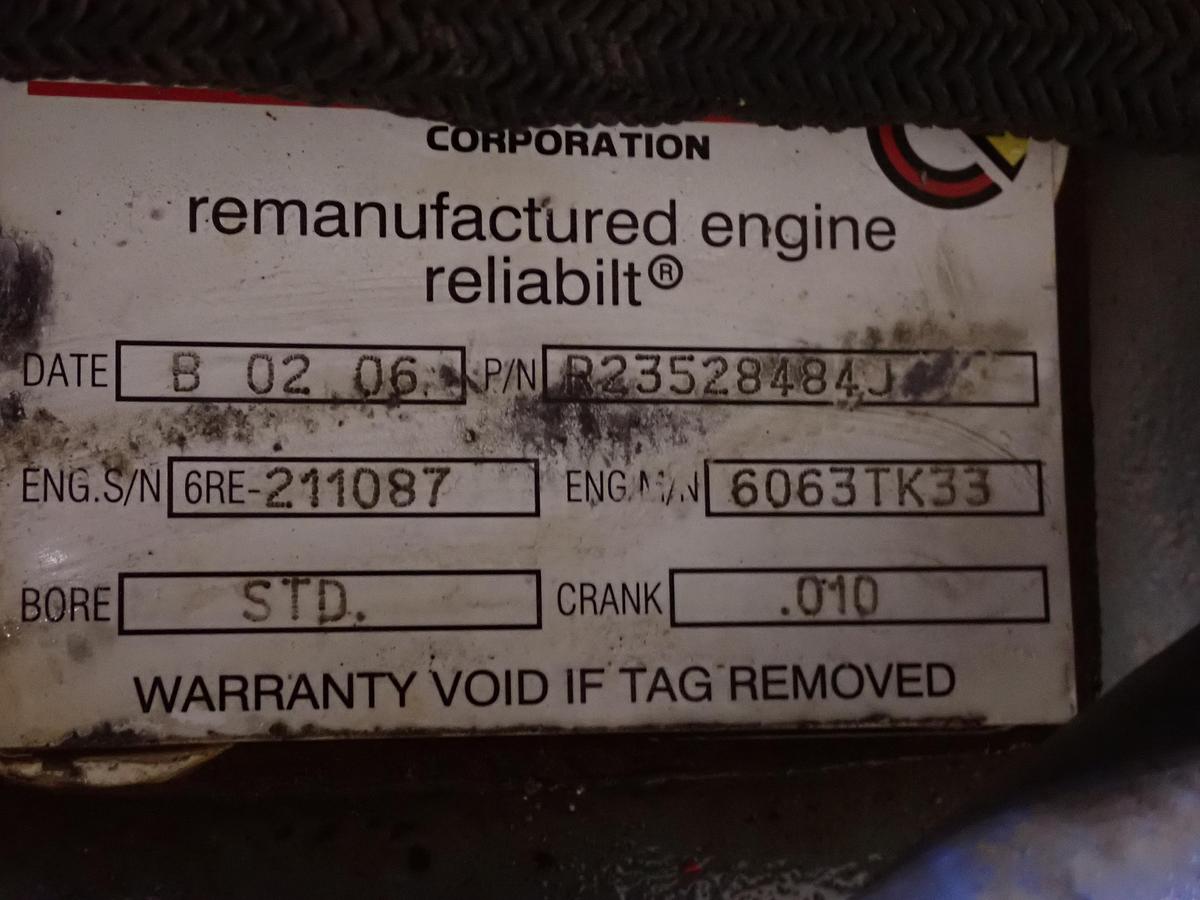 CORPORATION
remanufactured engine
reliabilt®
DATE B 02 06 P/N R23528484J
ENG.S/N 6RE-211087 ENG.M/N 6063TK33
BORE STD. CRANK .010
WARRANTY VOID IF TAG REMOVED